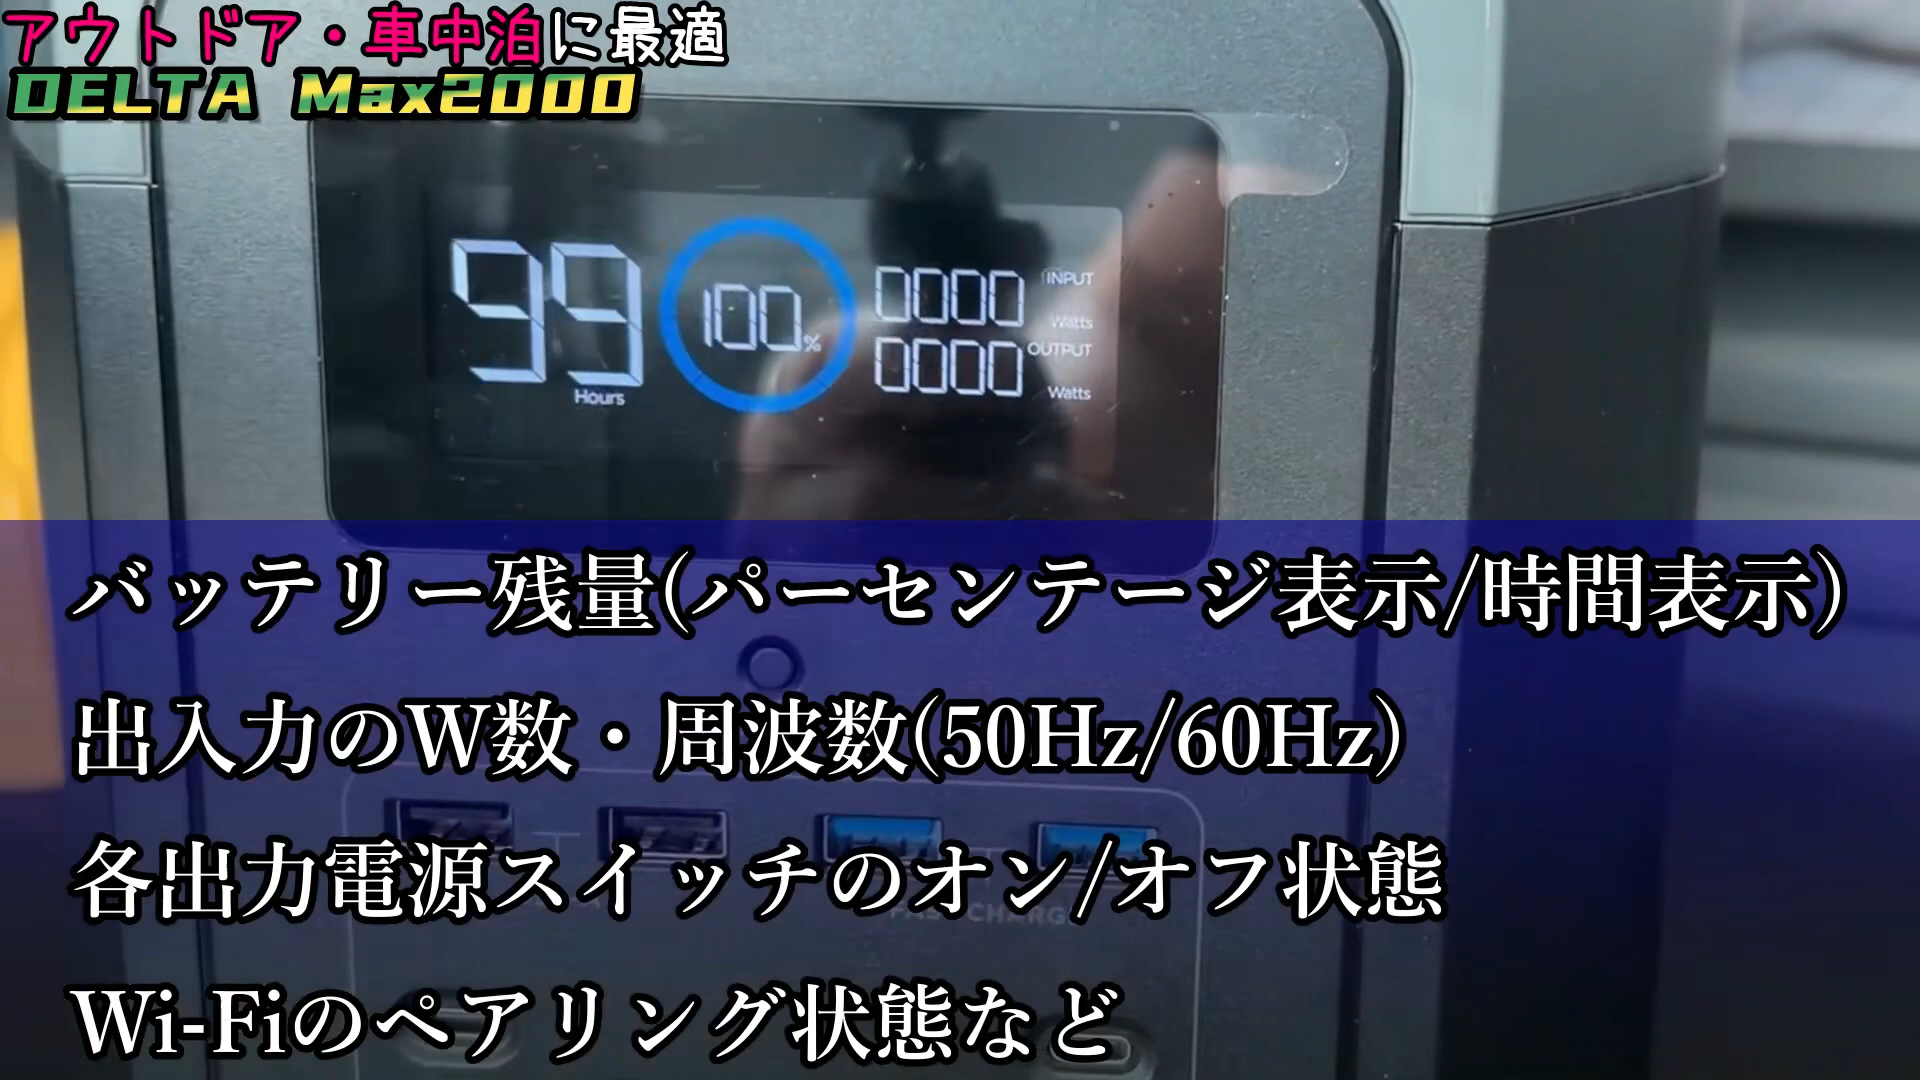 アウトドア・車中泊に最適
DELTA Max2000
99
Hours
100%
0000 INPUT
Watts
0000 OUTPUT
Watts
バッテリー残量(パーセンテージ表示/時間表示)
出入力のW数・周波数(50Hz/60Hz)
各出力電源スイッチのオン/オフ状態
FAST CHARGE
Wi-Fiのペアリング状態など